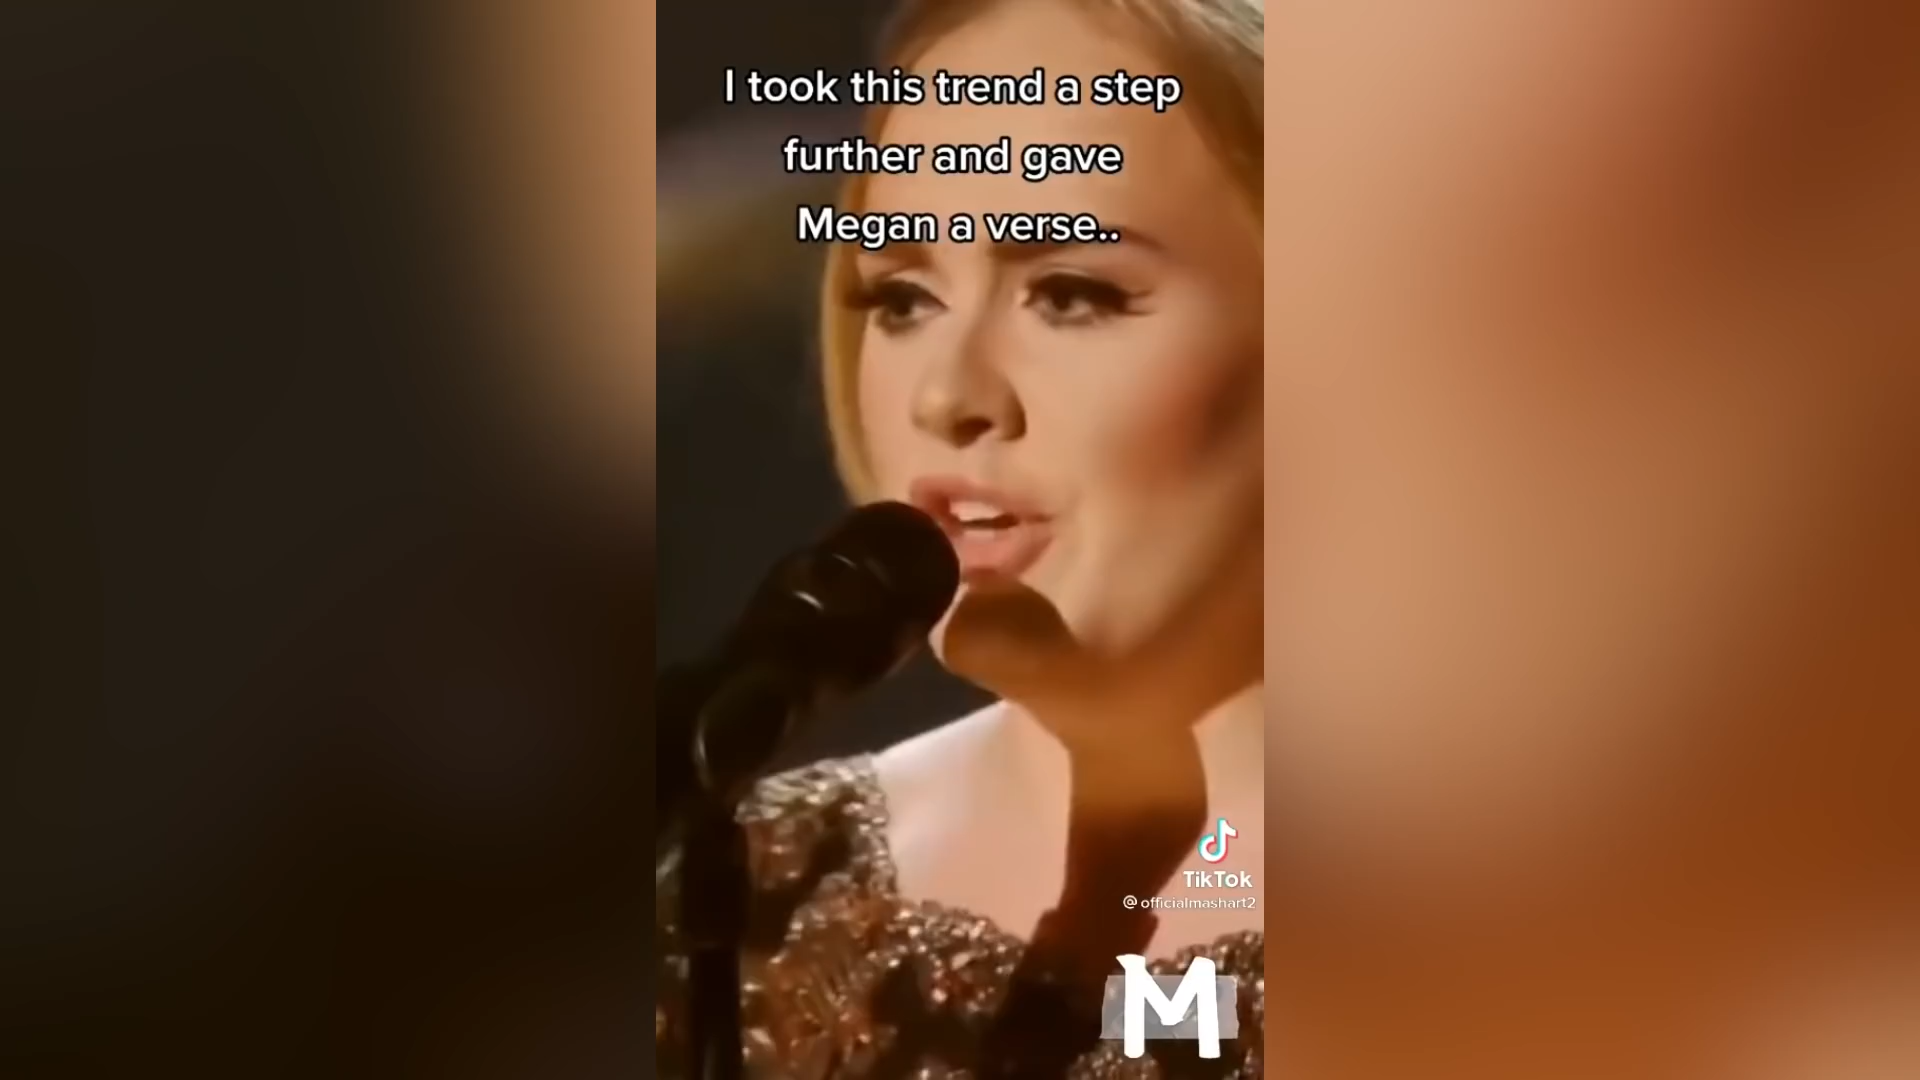 I took this trend a step
further and gave
Megan a verse..
TikTok
@officialmashart2
M